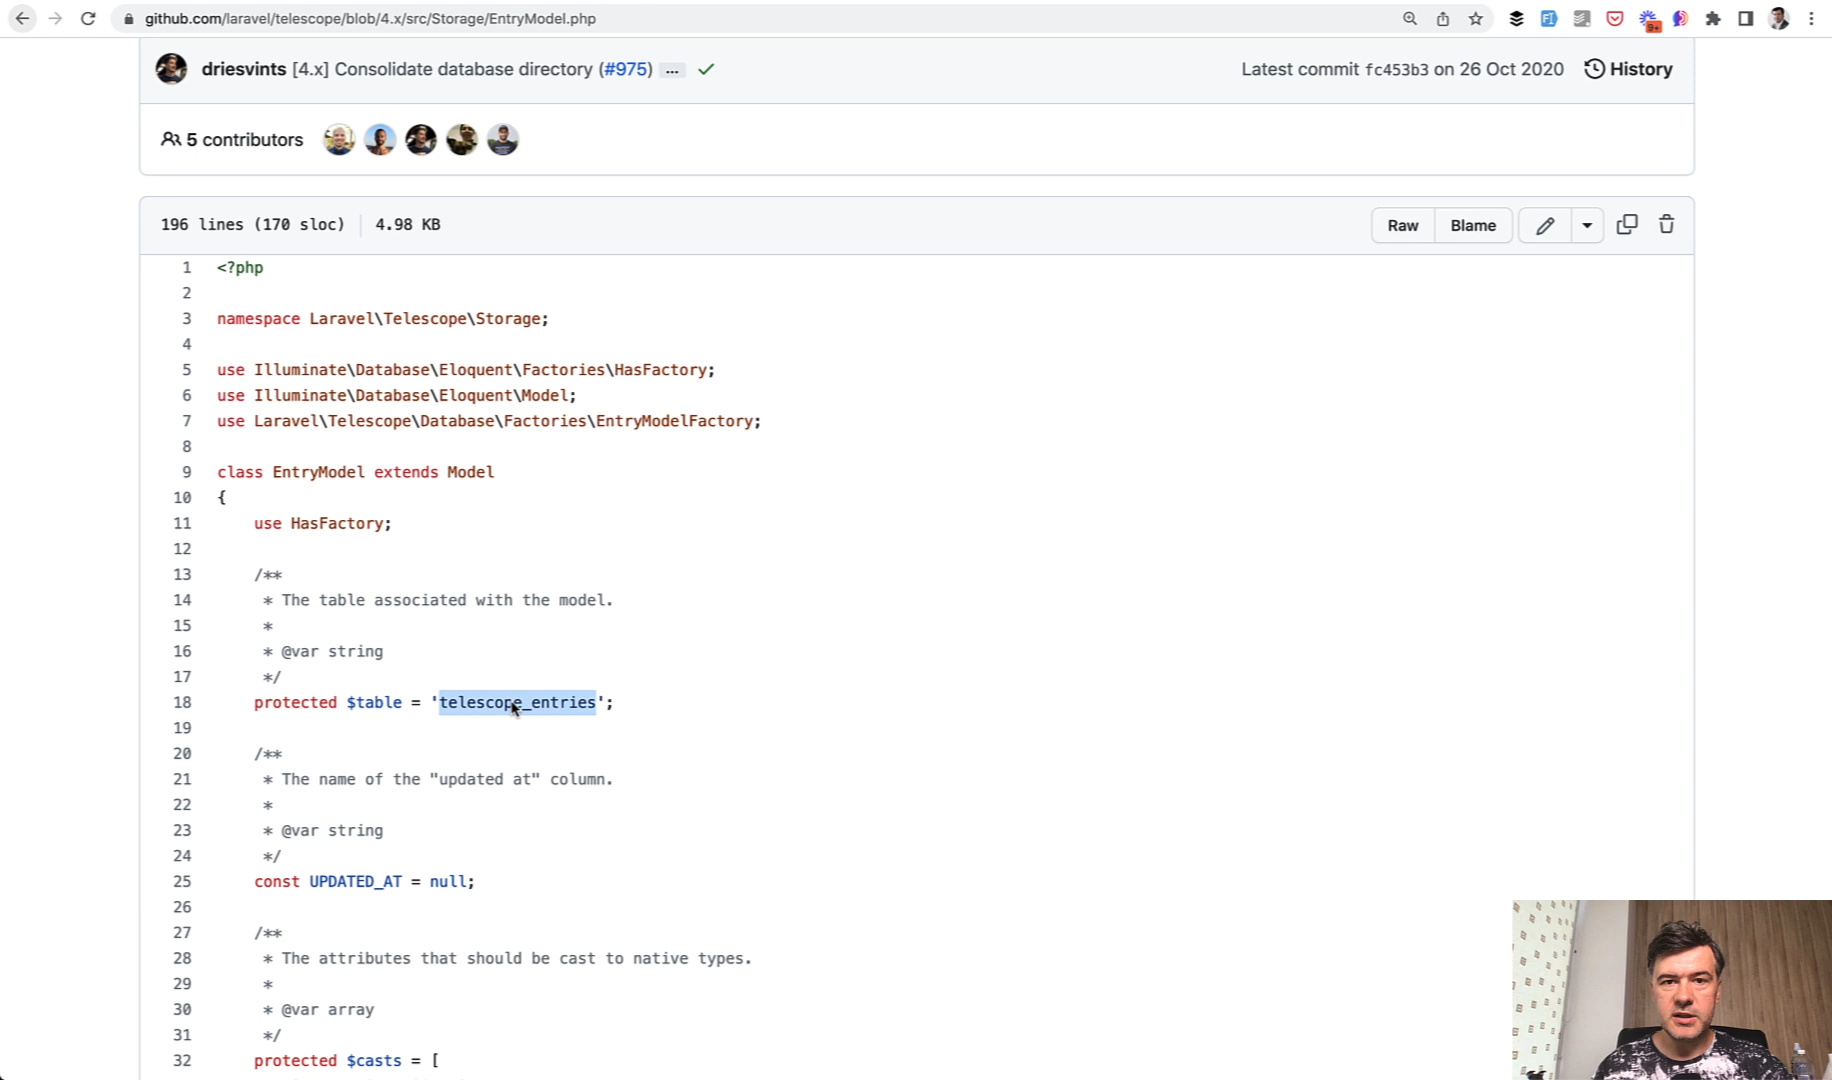 github.com/laravel/telescope/blob/4.x/src/Storage/EntryModel.php
9+
driesvints [4.x] Consolidate database directory (#975) ...
Latest commit fc453b3 on 26 Oct 2020 History
5 contributors
196 lines (170 sloc) 4.98 KB
Raw Blame
1 <?php
2
3 namespace Laravel\Telescope\Storage;
4
5 use Illuminate\Database\Eloquent\Factories\HasFactory;
6 use Illuminate\Database\Eloquent\Model;
7 use Laravel\Telescope\Database\Factories\EntryModelFactory;
8
9 class EntryModel extends Model
10 {
11 use HasFactory;
12
13 /**
14 * The table associated with the model.
15 *
16 * @var string
17 */
18 protected $table = 'telescope_entries';
19
20 /**
21 * The name of the "updated at" column.
22 *
23 * @var string
24 */
25 const UPDATED_AT = null;
26
27 /**
28 * The attributes that should be cast to native types.
29 *
30 * @var array
31 */
32 protected $casts = [